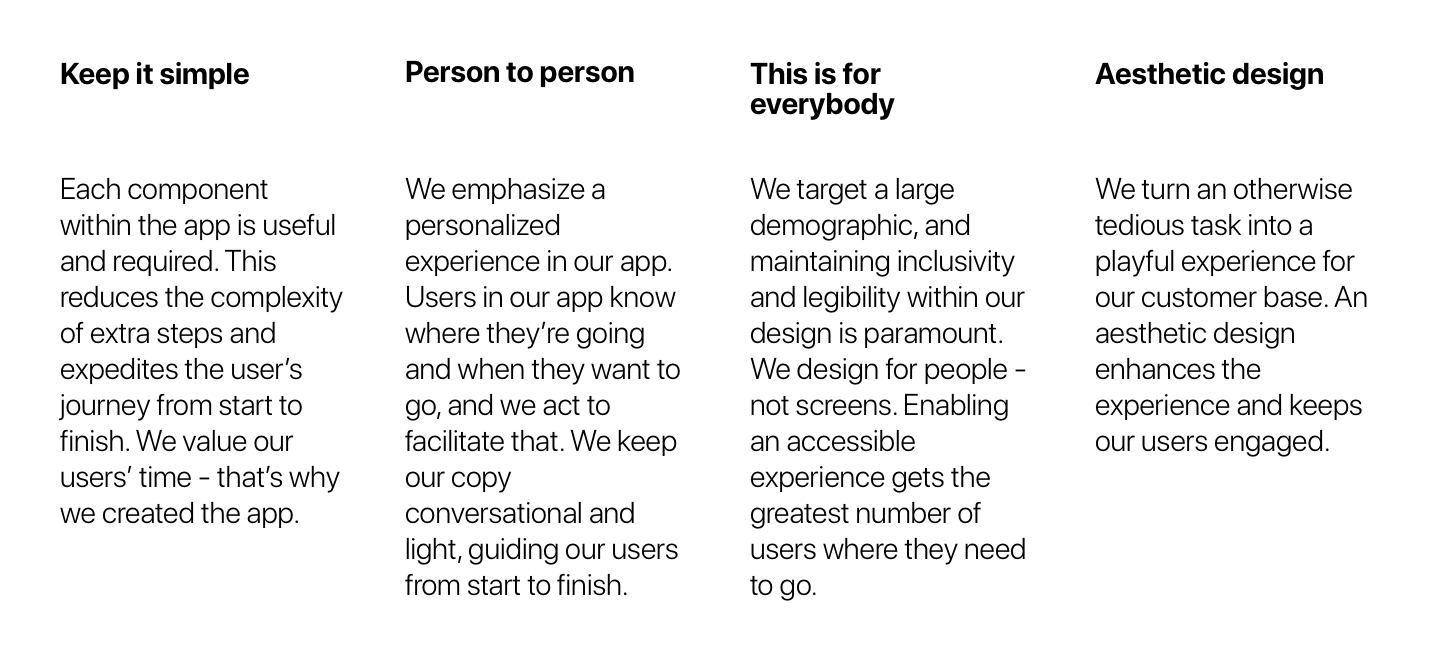 Keep it simple
Each component
within the app is useful
and required. This
reduces the complexity
of extra steps and
expedites the user’s
journey from start to
finish. We value our
users’ time - that’s why
we created the app.
Person to person
We emphasize a
personalized
experience in our app.
Users in our app know
where they’re going
and when they want to
go, and we act to
facilitate that. We keep
our copy
conversational and
light, guiding our users
from start to finish.
This is for
everybody
We target a large
demographic, and
maintaining inclusivity
and legibility within our
design is paramount.
We design for people -
not screens. Enabling
an accessible
experience gets the
greatest number of
users where they need
to go.
Aesthetic design
We turn an otherwise
tedious task into a
playful experience for
our customer base. An
aesthetic design
enhances the
experience and keeps
our users engaged.